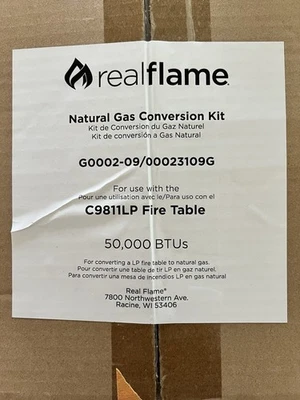 realflame
Natural Gas Conversion Kit
Kit de Conversion du Gaz Naturel
Kit de conversión a Gas Natural
G0002-09/00023109G
For use with the
Pour une utilisation avec le/Para uso con el
C9811LP Fire Table
50,000 BTUs
For converting a LP fire table to natural gas.
Pour convertir une table de tir LP en gaz naturel.
Para convertir una mesa de incendios LP en gas natural
Real Flame®
7800 Northwestern Ave.
Racine, WI 53406